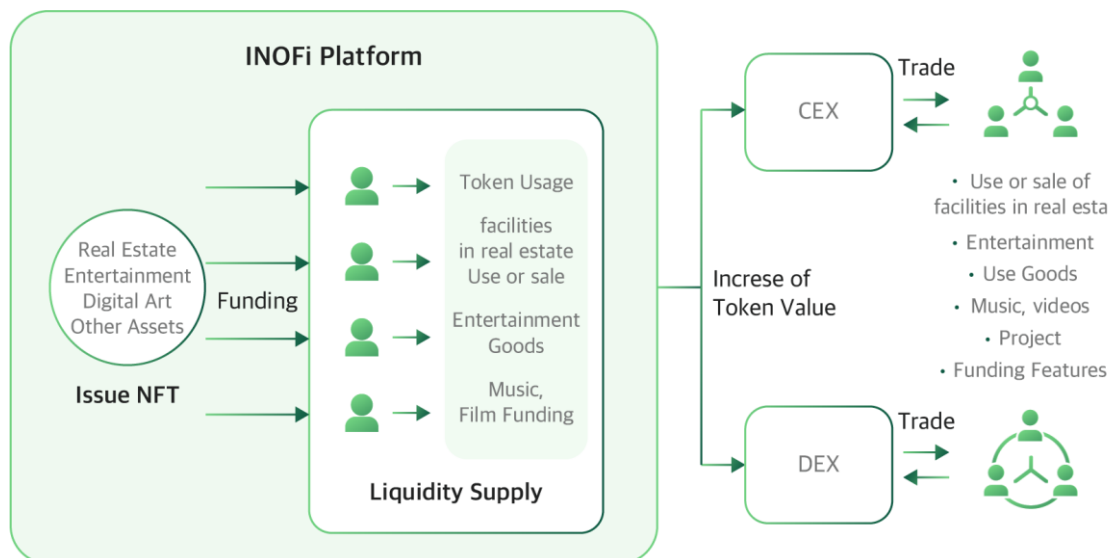 INOFi Platform
Real Estate
Entertainment
Digital Art
Other Assets
Issue NFT
Funding
Token Usage
facilities
in real estate
Use or sale
Entertainment
Goods
Music,
Film Funding
Liquidity Supply
Increse of
Token Value
CEX
Trade
• Use or sale of
facilities in real esta
• Entertainment
• Use Goods
• Music, videos
• Project
• Funding Features
DEX
Trade